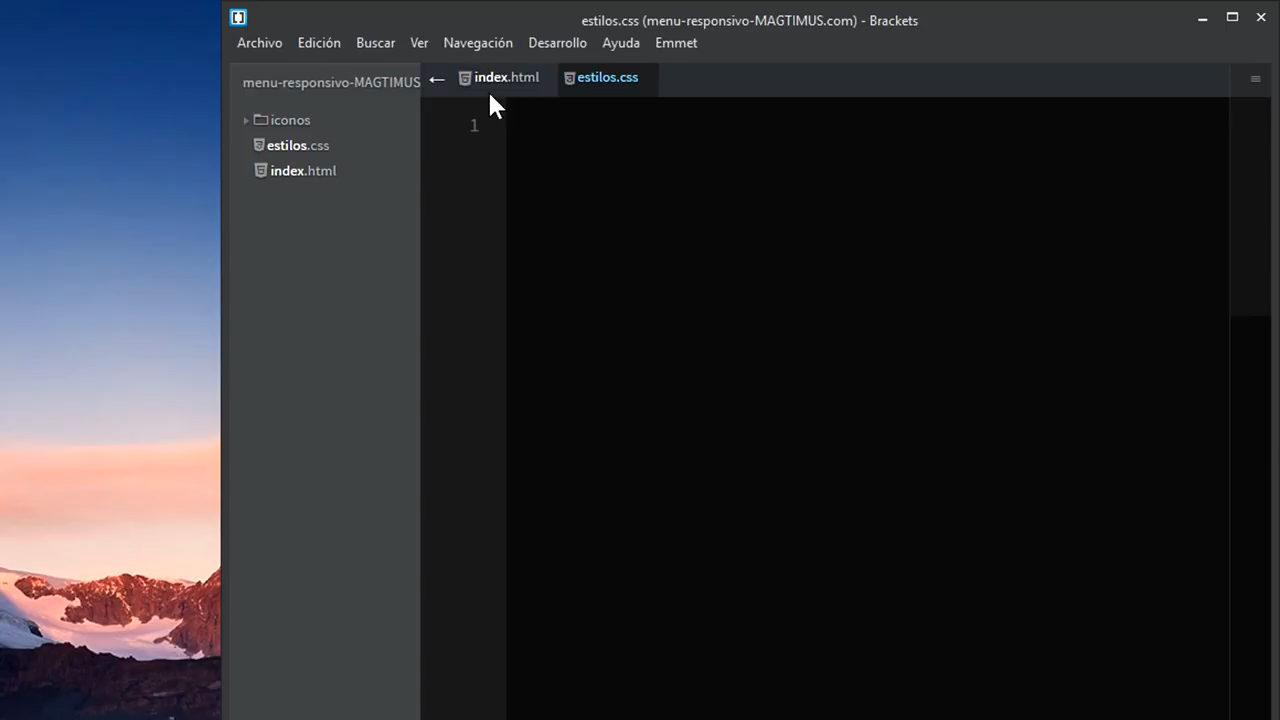 estilos.css (menu-responsivo-MAGTIMUS.com) - Brackets
Archivo Edición Buscar Ver Navegación Desarrollo Ayuda Emmet
menu-responsivo-MAGTIMUS
index.html estilos.css
iconos
estilos.css
index.html
1